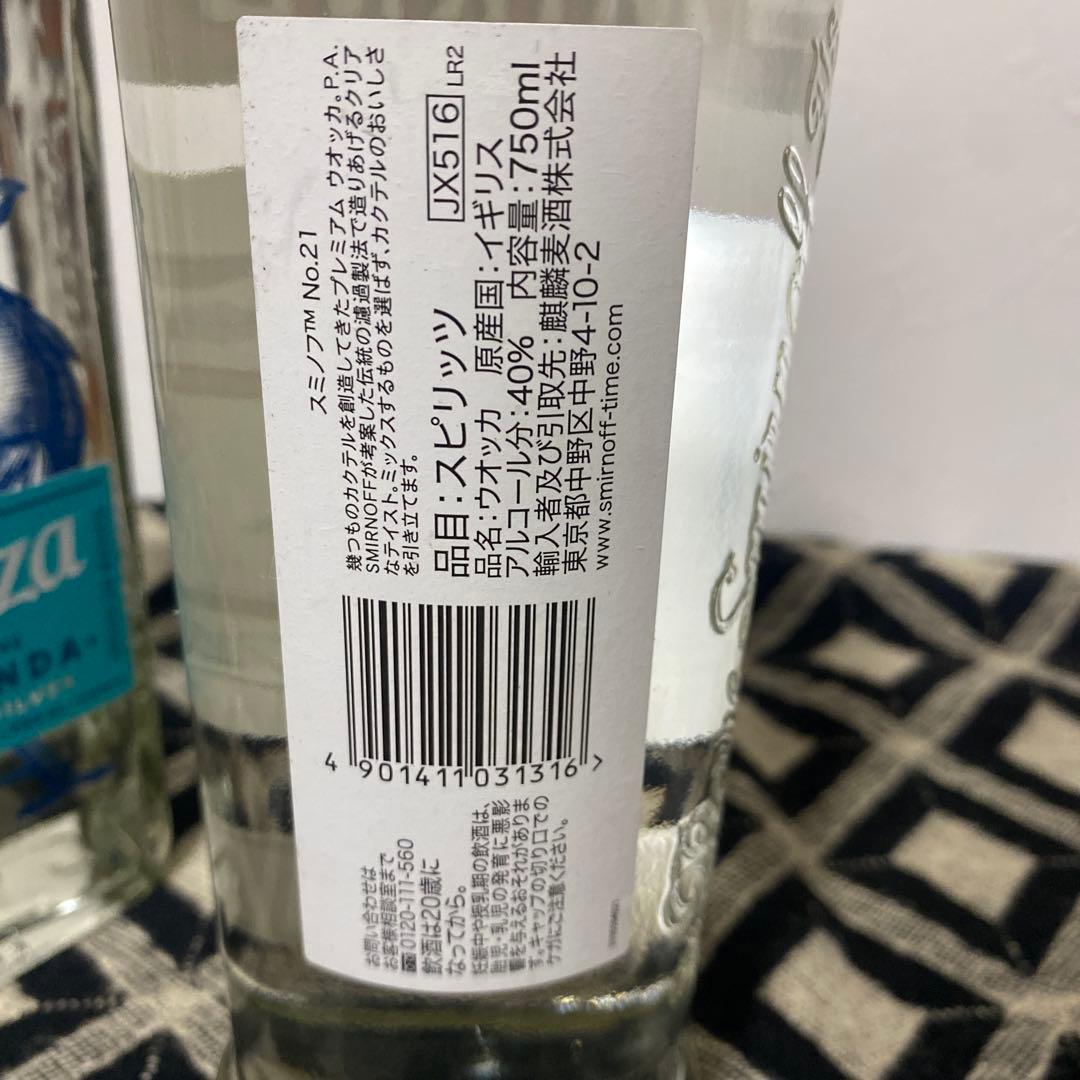 スミノフ™ No.21
幾つものカクテルを創造してきたプレミアム ウオッカ。P.A.
SMIRNOFFが考案した伝統の濾過製法で造りあげるクリア
なテイスト。ミックスするものを選ばず、カクテルのおいしさ
を引き立てます。
JX516 LR2
品目：スピリッツ
品名：ウオッカ 原産国：イギリス
アルコール分：40% 内容量：750ml
輸入者及び引取先：麒麟麦酒株式会社
東京都中野区中野4-10-2
www.smirnoff-time.com
4 901411 031316 >
お問い合わせは
お客様相談室まで
0120-111-560
飲酒は20歳に
なってから。
妊娠中や授乳期の飲酒は、
胎児・乳児の発育に悪影
響を与えるおそれがありま
す。キャップの切り口での
ケガにご注意ください。
za
NDA
SILVER